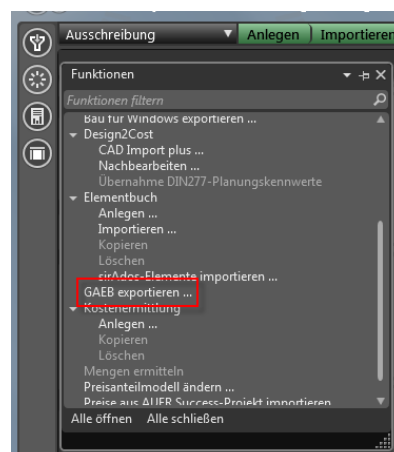 Ausschreibung Anlegen Importieren
Funktionen
Funktionen filtern
Bau für Windows exportieren ...
Design2Cost
CAD Import plus ...
Nachbearbeiten ...
Übernahme DIN277-Planungskennwerte
Elementbuch
Anlegen ...
Importieren ...
Kopieren
Löschen
sirAdos-Elemente importieren ...
GAEB exportieren ...
Kostenermittlung
Anlegen ...
Kopieren
Löschen
Mengen ermitteln
Preisanteilmodell ändern ...
Preise aus AUER Success-Projekt importieren
Alle öffnen Alle schließen